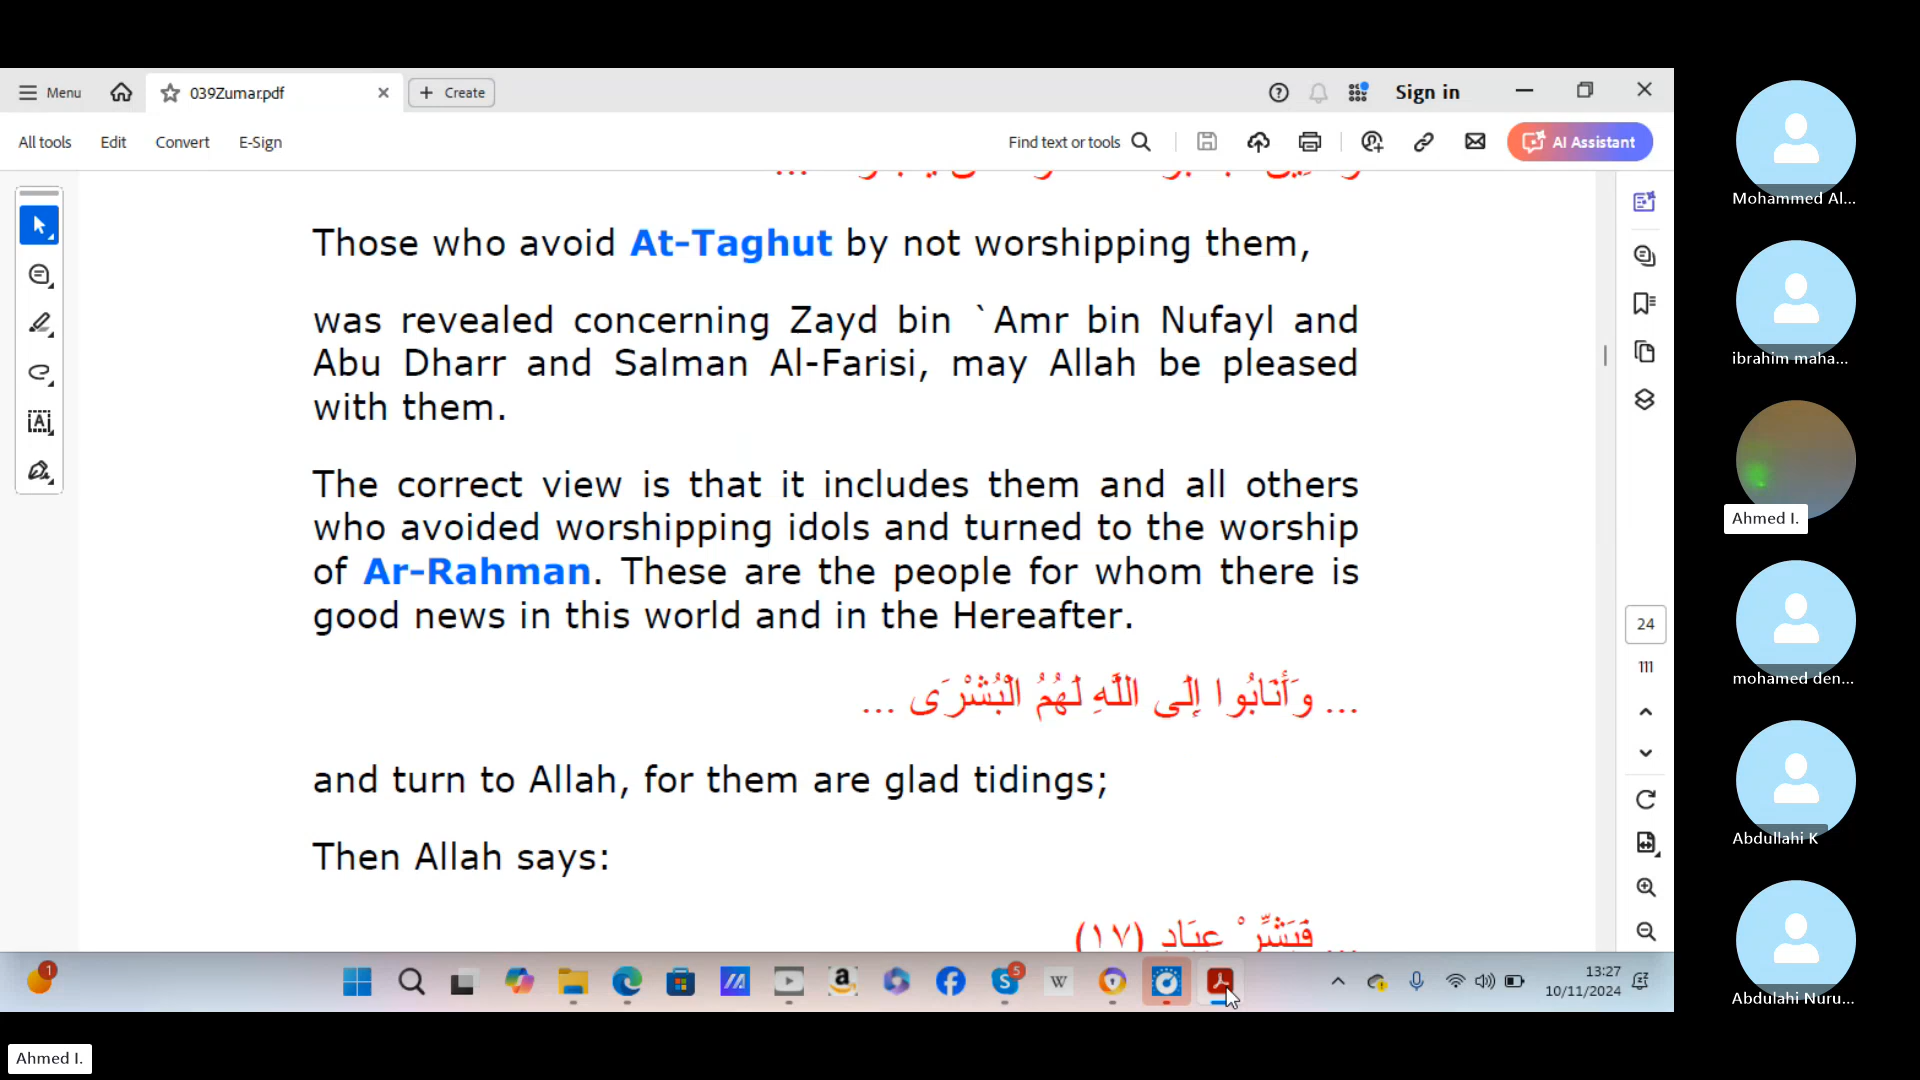 Menu
039Zumar.pdf
Create
Sign in
All tools
Edit
Convert
E-Sign
Find text or tools
AI Assistant
Those who avoid At-Taghut by not worshipping them,
was revealed concerning Zayd bin `Amr bin Nufayl and
Abu Dharr and Salman Al-Farisi, may Allah be pleased
with them.
The correct view is that it includes them and all others
who avoided worshipping idols and turned to the worship
of Ar-Rahman. These are the people for whom there is
good news in this world and in the Hereafter.
... وَأَنَابُوا إِلَى اللَّهِ لَهُمُ الْبُشْرَى ...
and turn to Allah, for them are glad tidings;
Then Allah says:
... فَبَشِّرْ عِبَادِ (١٧)
24
111
1
5
W
13:27
10/11/2024
Mohammed Al...
ibrahim maha...
Ahmed I.
mohamed den...
Abdullahi K
Abdulahi Nuru...
Ahmed I.